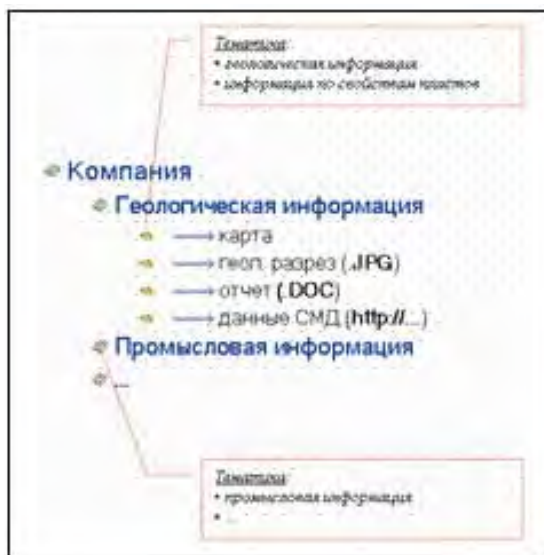 Тематика:
• геологическая информация
• информация по свойствам пластов
Компания
Геологическая информация
карта
геол. разрез (.JPG)
отчет (.DOC)
данные СМД (http://...)
Промысловая информация
...
Тематика:
• промысловая информация
• ...